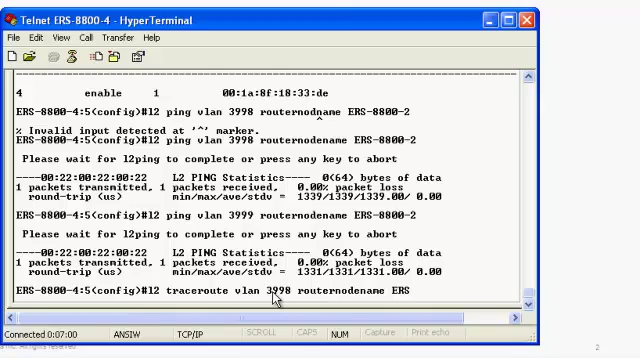 Telnet ERS-8800-4 - HyperTerminal
File Edit View Call Transfer Help
4 enable 1 00:1a:8f:18:33:de
ERS-8800-4:5(config)#l2 ping vlan 3998 routernodname ERS-8800-2
^
% Invalid input detected at '^' marker.
ERS-8800-4:5(config)#l2 ping vlan 3998 routernodename ERS-8800-2
Please wait for l2ping to complete or press any key to abort
----00:22:00:22:00:22 L2 PING Statistics---- 0(64) bytes of data
1 packets transmitted, 1 packets received, 0.00% packet loss
round-trip (us) min/max/ave/stdv = 1339/1339/1339.00/ 0.00
ERS-8800-4:5(config)#l2 ping vlan 3999 routernodename ERS-8800-2
Please wait for l2ping to complete or press any key to abort
----00:22:00:22:00:22 L2 PING Statistics---- 0(64) bytes of data
1 packets transmitted, 1 packets received, 0.00% packet loss
round-trip (us) min/max/ave/stdv = 1331/1331/1331.00/ 0.00
ERS-8800-4:5(config)#l2 traceroute vlan 3998 routernodename ERS
Connected 0:07:00 ANSIW TCP/IP SCROLL CAPS NUM Capture Print echo
All rights reserved
2